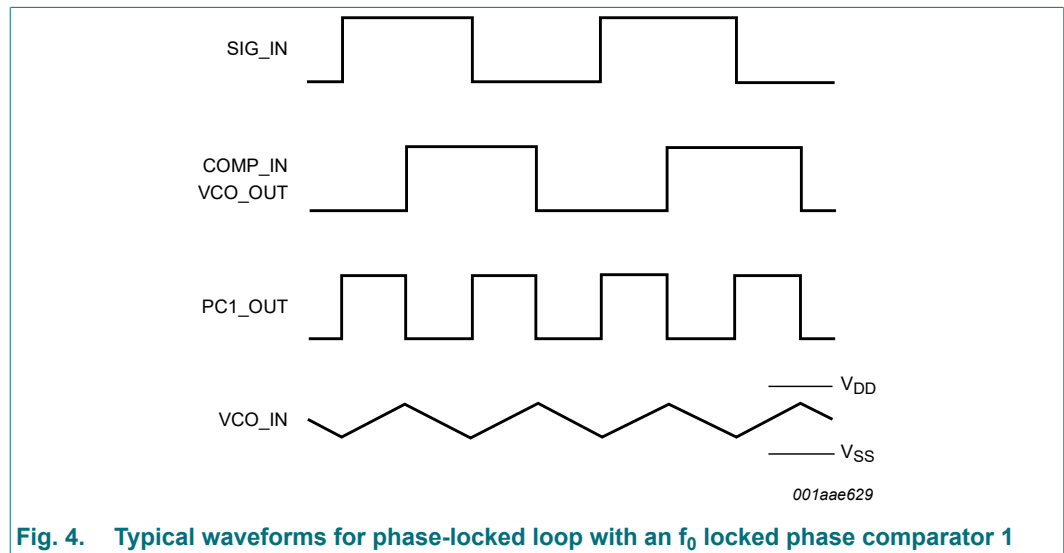 SIG_IN
COMP_IN
VCO_OUT
PC1_OUT
VCO_IN
VDD
VSS
001aae629
Fig. 4. Typical waveforms for phase-locked loop with an f0 locked phase comparator 1